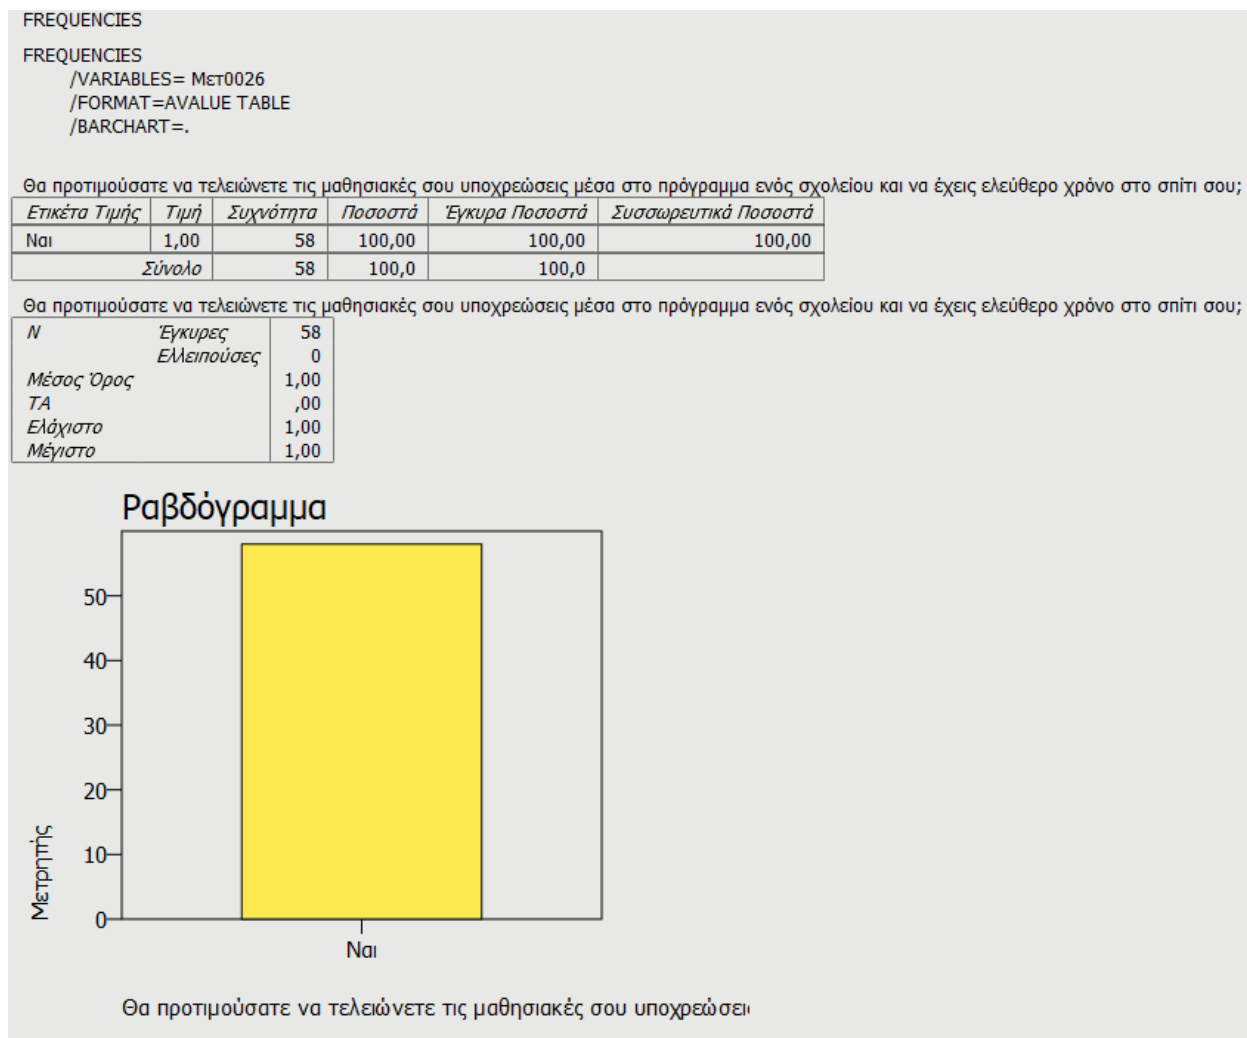 FREQUENCIES
FREQUENCIES
/VARIABLES= Μετ0026
/FORMAT=AVALUE TABLE
/BARCHART=.
Θα προτιμούσατε να τελειώνετε τις μαθησιακές σου υποχρεώσεις μέσα στο πρόγραμμα ενός σχολείου και να έχεις ελεύθερο χρόνο στο σπίτι σου;
Ετικέτα Τιμής Τιμή Συχνότητα Ποσοστά Έγκυρα Ποσοστά Συσσωρευτικά Ποσοστά
Ναι 1,00 58 100,00 100,00 100,00
Σύνολο 58 100,0 100,0
Θα προτιμούσατε να τελειώνετε τις μαθησιακές σου υποχρεώσεις μέσα στο πρόγραμμα ενός σχολείου και να έχεις ελεύθερο χρόνο στο σπίτι σου;
N Έγκυρες 58
Ελλειπούσες 0
Μέσος Όρος 1,00
ΤΑ ,00
Ελάχιστο 1,00
Μέγιστο 1,00
Ραβδόγραμμα
50
40
30
20
10
0
Μετρητής
Ναι
Θα προτιμούσατε να τελειώνετε τις μαθησιακές σου υποχρεώσει